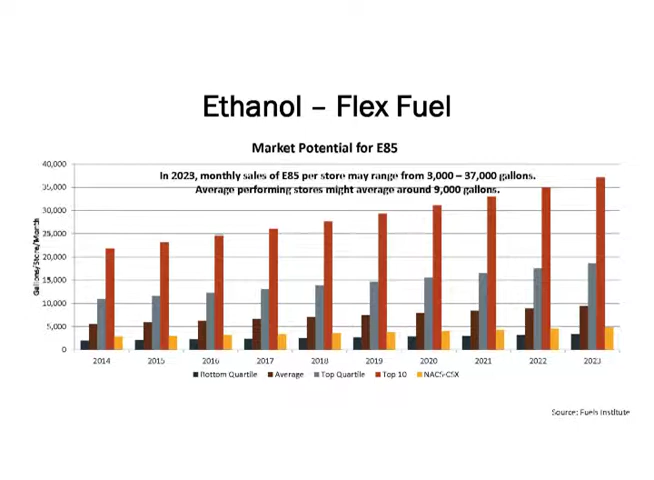 Ethanol – Flex Fuel
Market Potential for E85
In 2023, monthly sales of E85 per store may range from 3,000 – 37,000 gallons.
Average performing stores might average around 9,000 gallons.
Gallons/Store/Month
40,000
35,000
30,000
25,000
20,000
15,000
10,000
5,000
0
2014 2015 2016 2017 2018 2019 2020 2021 2022 2023
Bottom Quartile Average Top Quartile Top 10 NACS-CSX
Source: Fuels Institute